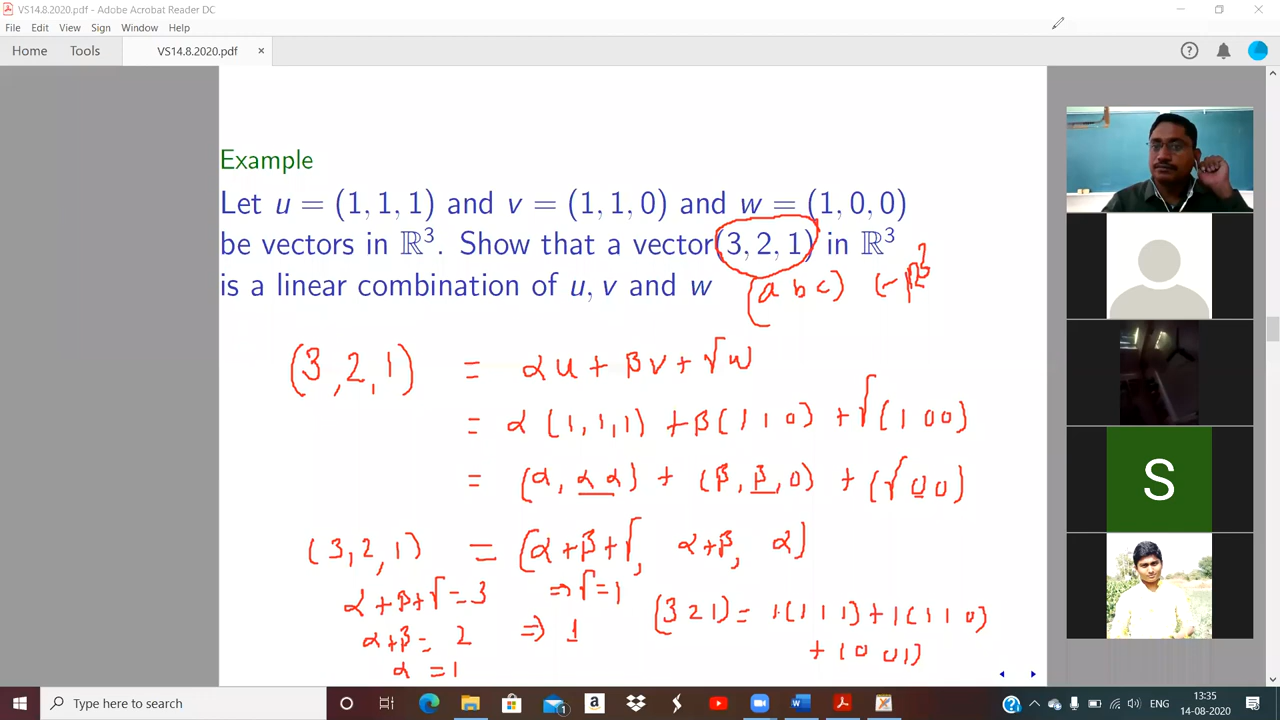 VS14.8.2020.pdf - Adobe Acrobat Reader DC
File Edit View Sign Window Help
Home Tools VS14.8.2020.pdf ×
Example
Let u = (1, 1, 1) and v = (1, 1, 0) and w = (1, 0, 0)
be vectors in ℝ³. Show that a vector(3, 2, 1) in ℝ³
is a linear combination of u, v and w
(a b c) ∈ ℝ³
(3, 2, 1) = αu + βv + √w
= α (1, 1, 1) + β(1 1 0) + √(1 0 0)
= (α, α α) + (β, β, 0) + (√ 0 0)
(3, 2, 1) = (α+β+√, α+β, α)
α+β+√=3 ⇒ √=1
α+β= 2 ⇒ 1
α =1
(3 2 1) = 1(1 1 1) + 1(1 1 0)
+ (0 0 1)
S
Type here to search
ENG
13:35
14-08-2020